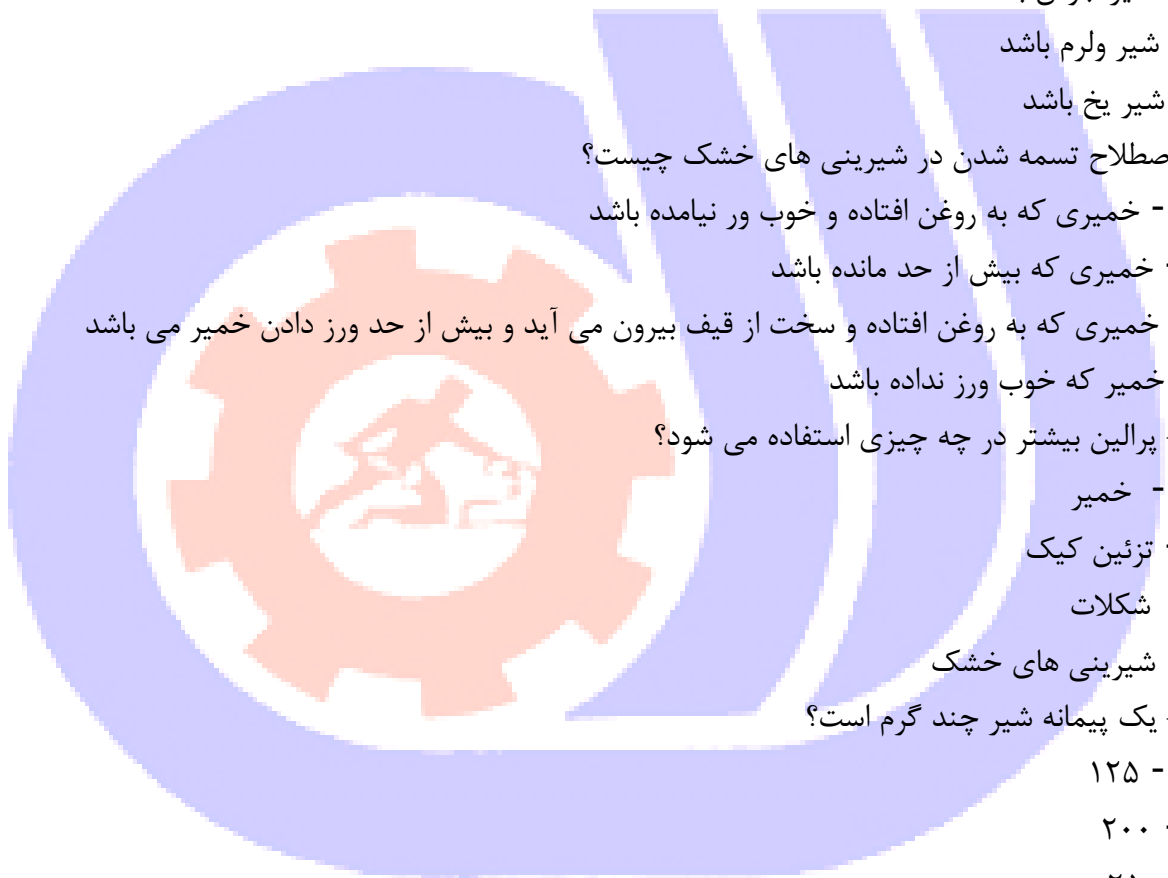 شیر ولرم باشد
شیر یخ باشد
صطلاح تسمه شدن در شیرینی های خشک چیست؟
- خمیری که به روغن افتاده و خوب ور نیامده باشد
- خمیری که بیش از حد مانده باشد
خمیری که به روغن افتاده و سخت از قیف بیرون می آید و بیش از حد ورز دادن خمیر می باشد
خمیر که خوب ورز نداده باشد
- پرالین بیشتر در چه چیزی استفاده می شود؟
- خمیر
- تزئین کیک
شکلات
شیرینی های خشک
- یک پیمانه شیر چند گرم است؟
- ۱۲۵
- ۲۰۰